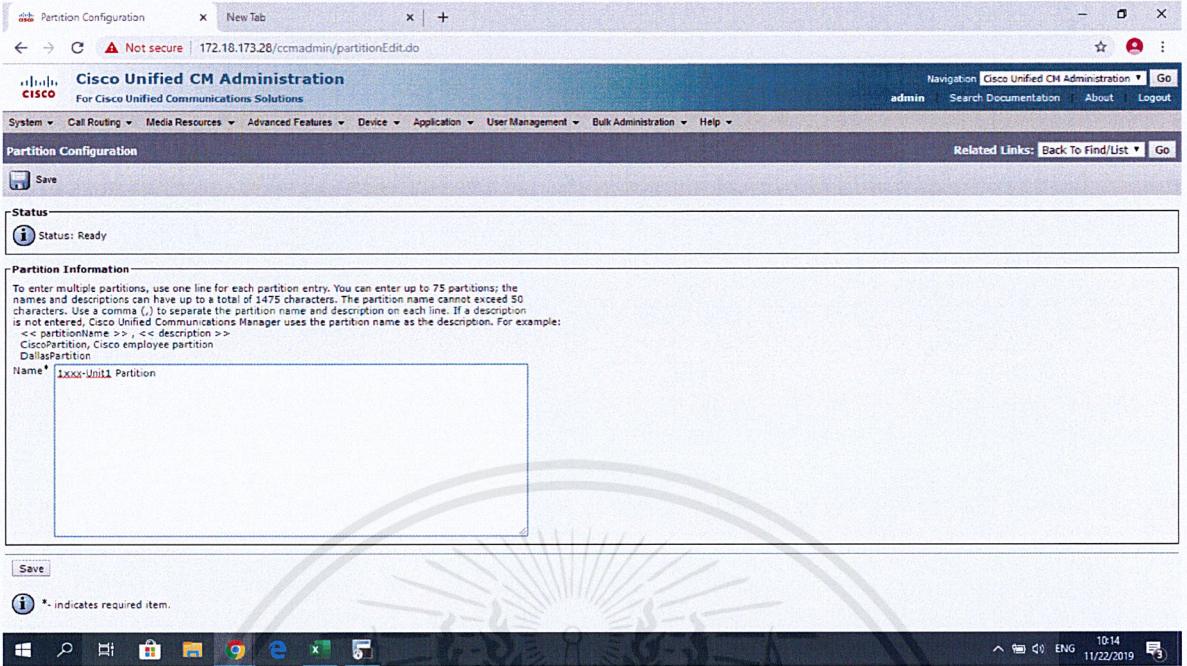 Partition Configuration
New Tab
Not secure 172.18.173.28/ccmadmin/partitionEdit.do
CISCO
Cisco Unified CM Administration
For Cisco Unified Communications Solutions
Navigation Cisco Unified CM Administration Go
admin Search Documentation About Logout
System Call Routing Media Resources Advanced Features Device Application User Management Bulk Administration Help
Partition Configuration
Related Links: Back To Find/List Go
Save
Status
Status: Ready
Partition Information
To enter multiple partitions, use one line for each partition entry. You can enter up to 75 partitions; the
names and descriptions can have up to a total of 1475 characters. The partition name cannot exceed 50
characters. Use a comma (,) to separate the partition name and description on each line. If a description
is not entered, Cisco Unified Communications Manager uses the partition name as the description. For example:
<< partitionName >> , << description >>
CiscoPartition, Cisco employee partition
DallasPartition
Name* 1xxx-Unit1 Partition
Save
*- indicates required item.
ENG
10:14
11/22/2019
3